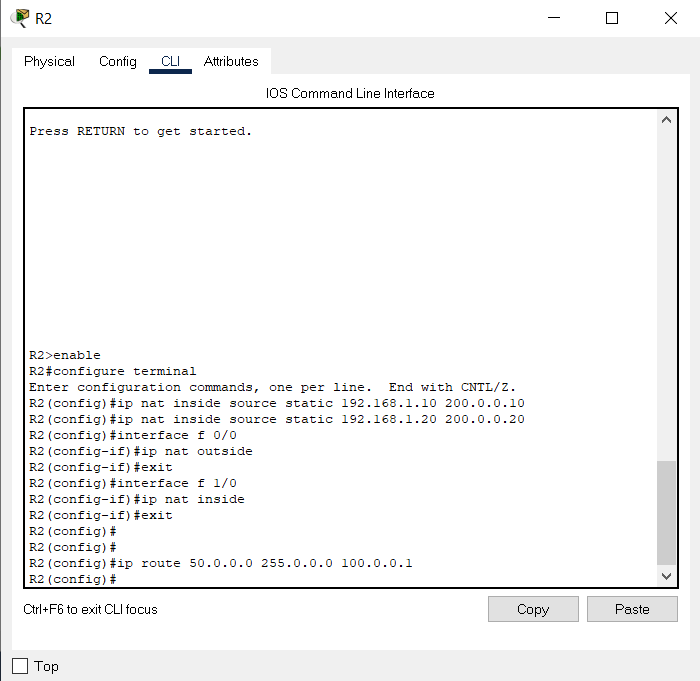 R2
Physical Config CLI Attributes
IOS Command Line Interface
Press RETURN to get started.
R2>enable
R2#configure terminal
Enter configuration commands, one per line.  End with CNTL/Z.
R2(config)#ip nat inside source static 192.168.1.10 200.0.0.10
R2(config)#ip nat inside source static 192.168.1.20 200.0.0.20
R2(config)#interface f 0/0
R2(config-if)#ip nat outside
R2(config-if)#exit
R2(config)#interface f 1/0
R2(config-if)#ip nat inside
R2(config-if)#exit
R2(config)#
R2(config)#
R2(config)#ip route 50.0.0.0 255.0.0.0 100.0.0.1
R2(config)#
Ctrl+F6 to exit CLI focus
Copy Paste
Top